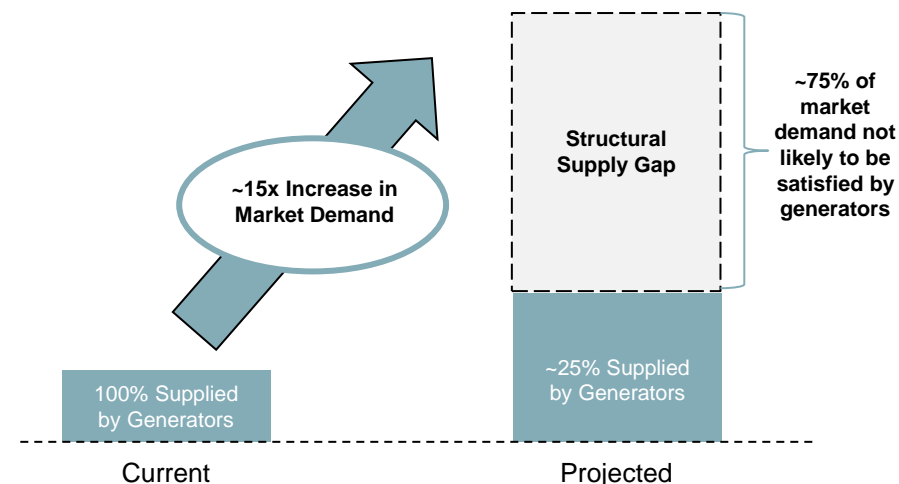 ~15x Increase in
Market Demand
100% Supplied
by Generators
Current
Structural
Supply Gap
~75% of
market
demand not
likely to be
satisfied by
generators
~25% Supplied
by Generators
Projected